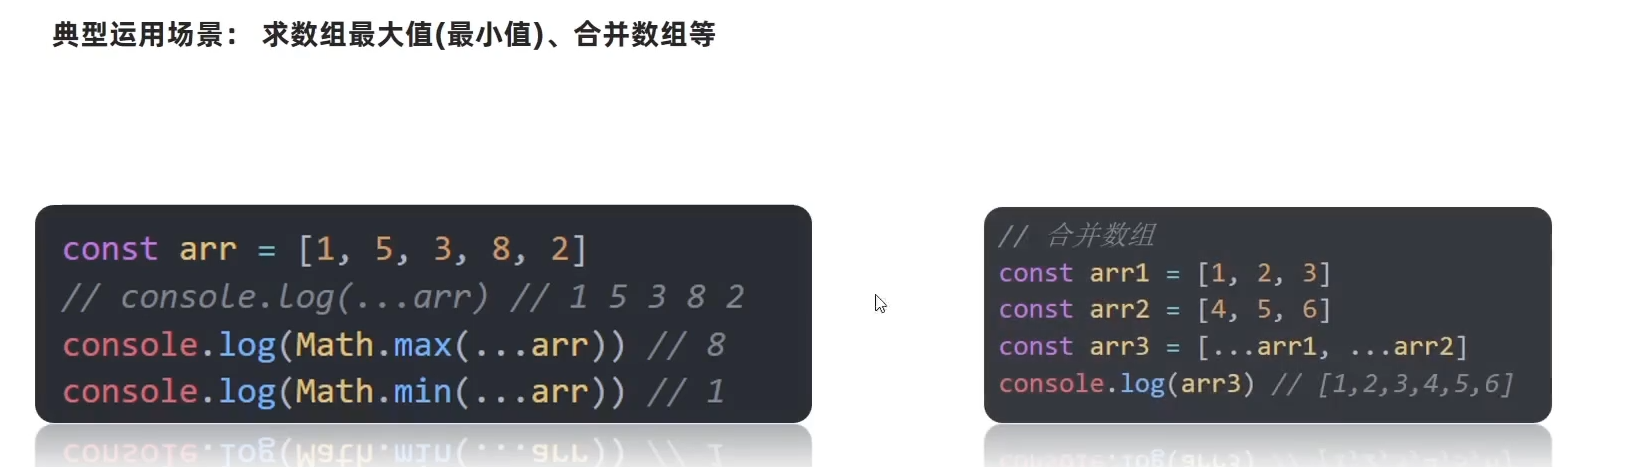 典型运用场景： 求数组最大值(最小值)、合并数组等
const arr = [1, 5, 3, 8, 2]
// console.log(...arr) // 1 5 3 8 2
console.log(Math.max(...arr)) // 8
console.log(Math.min(...arr)) // 1
// 合并数组
const arr1 = [1, 2, 3]
const arr2 = [4, 5, 6]
const arr3 = [...arr1, ...arr2]
console.log(arr3) // [1,2,3,4,5,6]